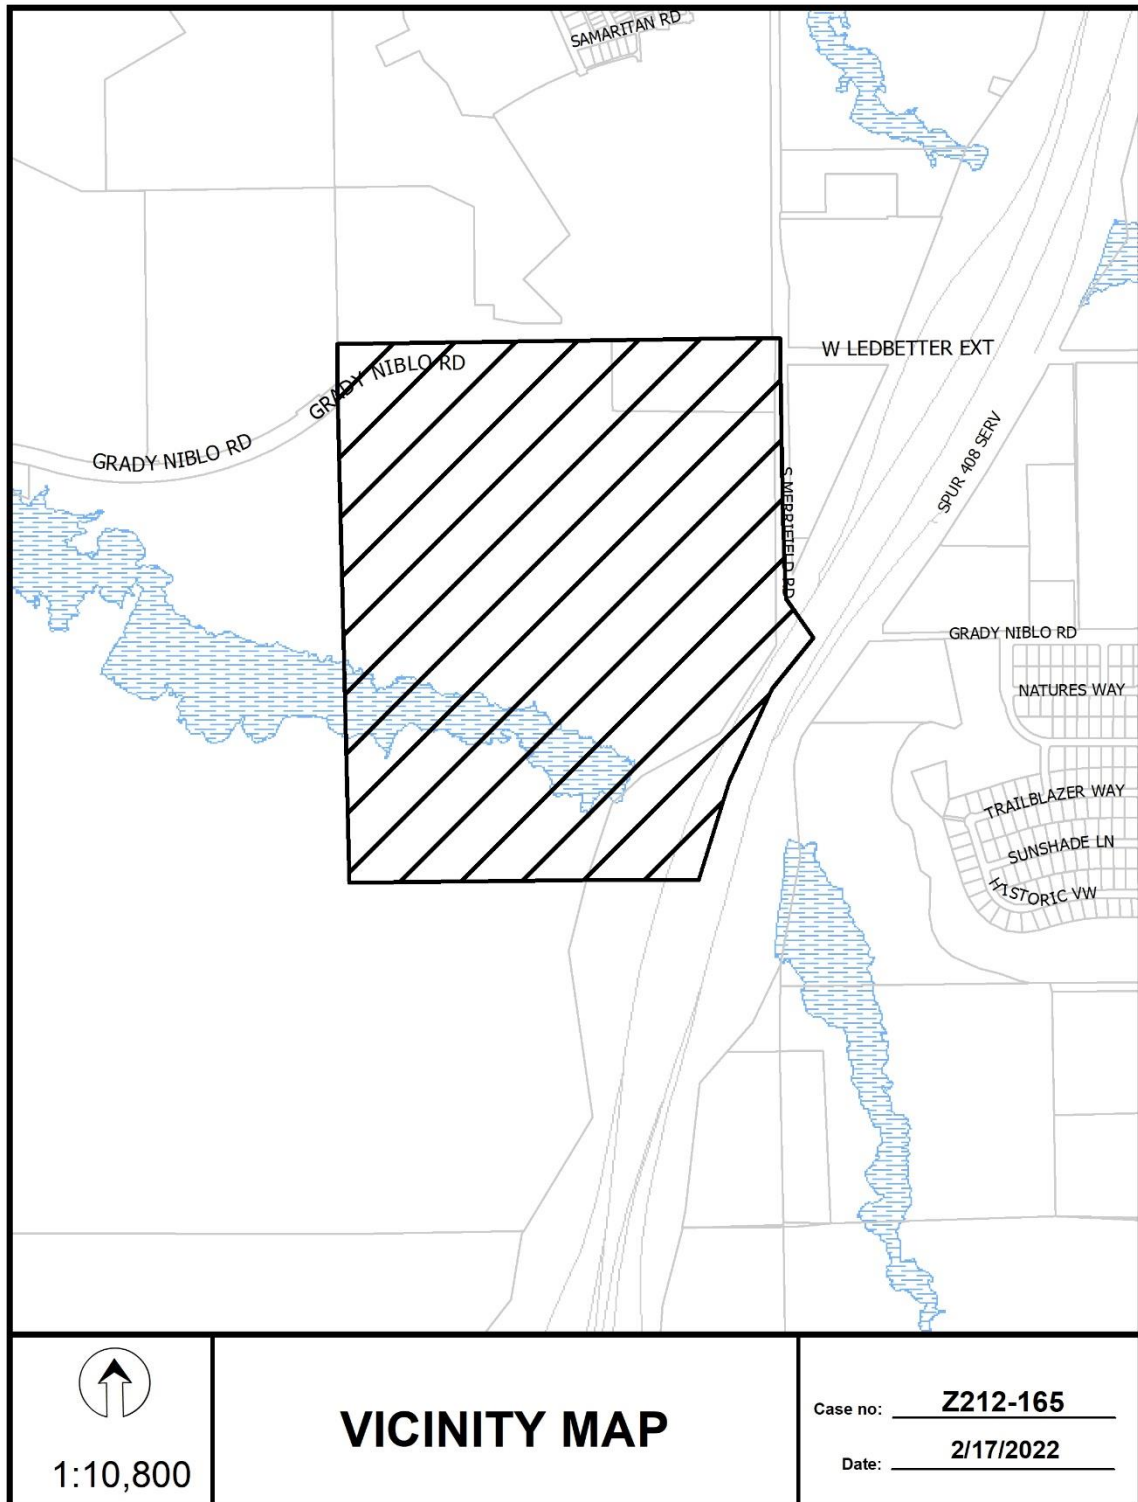 SAMARITAN RD
W LEDBETTER EXT
GRADY NIBLO RD
GRADY NIBLO RD
SPUR 408 SERV
S MERRIFIELD RD
GRADY NIBLO RD
NATURES WAY
TRAILBLAZER WAY
SUNSHADE LN
HISTORIC VW
1:10,800
VICINITY MAP
Case no: Z212-165
Date: 2/17/2022